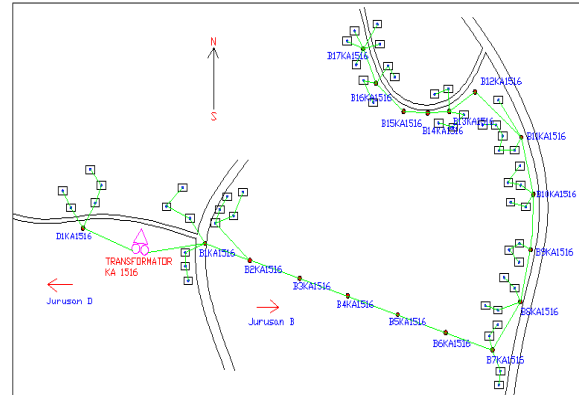 N
S
B17KA1516
B12KA1516
B16KA1516
B15KA1516
B13KA1516
B14KA1516
B11KA1516
B10KA1516
D1KA1516
B1KA1516
TRANSFORMATOR
KA 1516
B2KA1516
B9KA1516
B3KA1516
Jurusan D
B4KA1516
Jurusan B
B8KA1516
B5KA1516
B6KA1516
B7KA1516